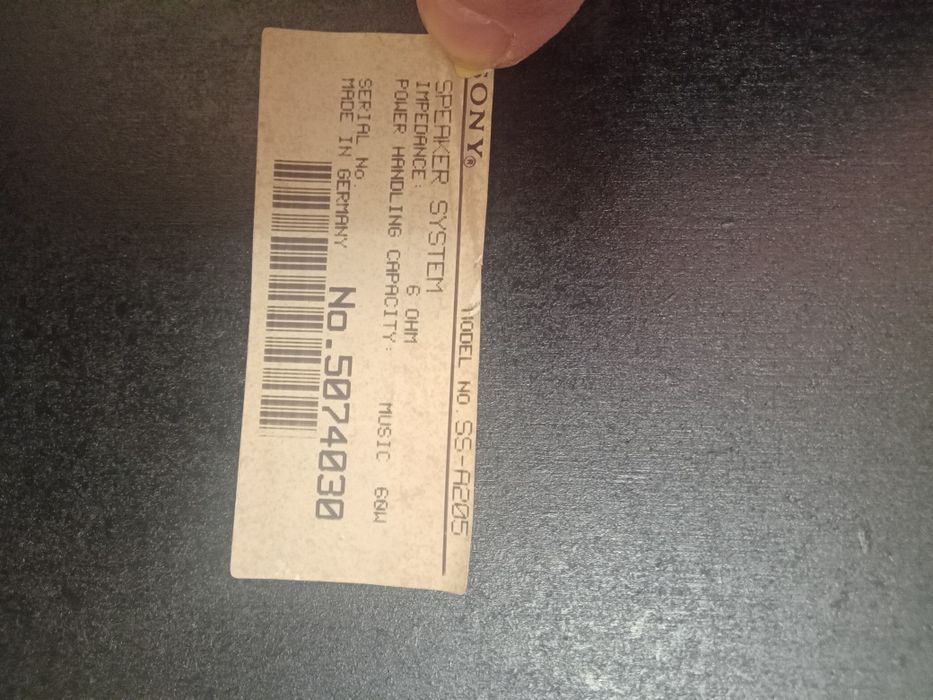 SONY®
MODEL NO. SS-A205
SPEAKER SYSTEM
IMPEDANCE: 6 OHM
POWER HANDLING CAPACITY: MUSIC 60W
SERIAL No.
MADE IN GERMANY
No.5074030